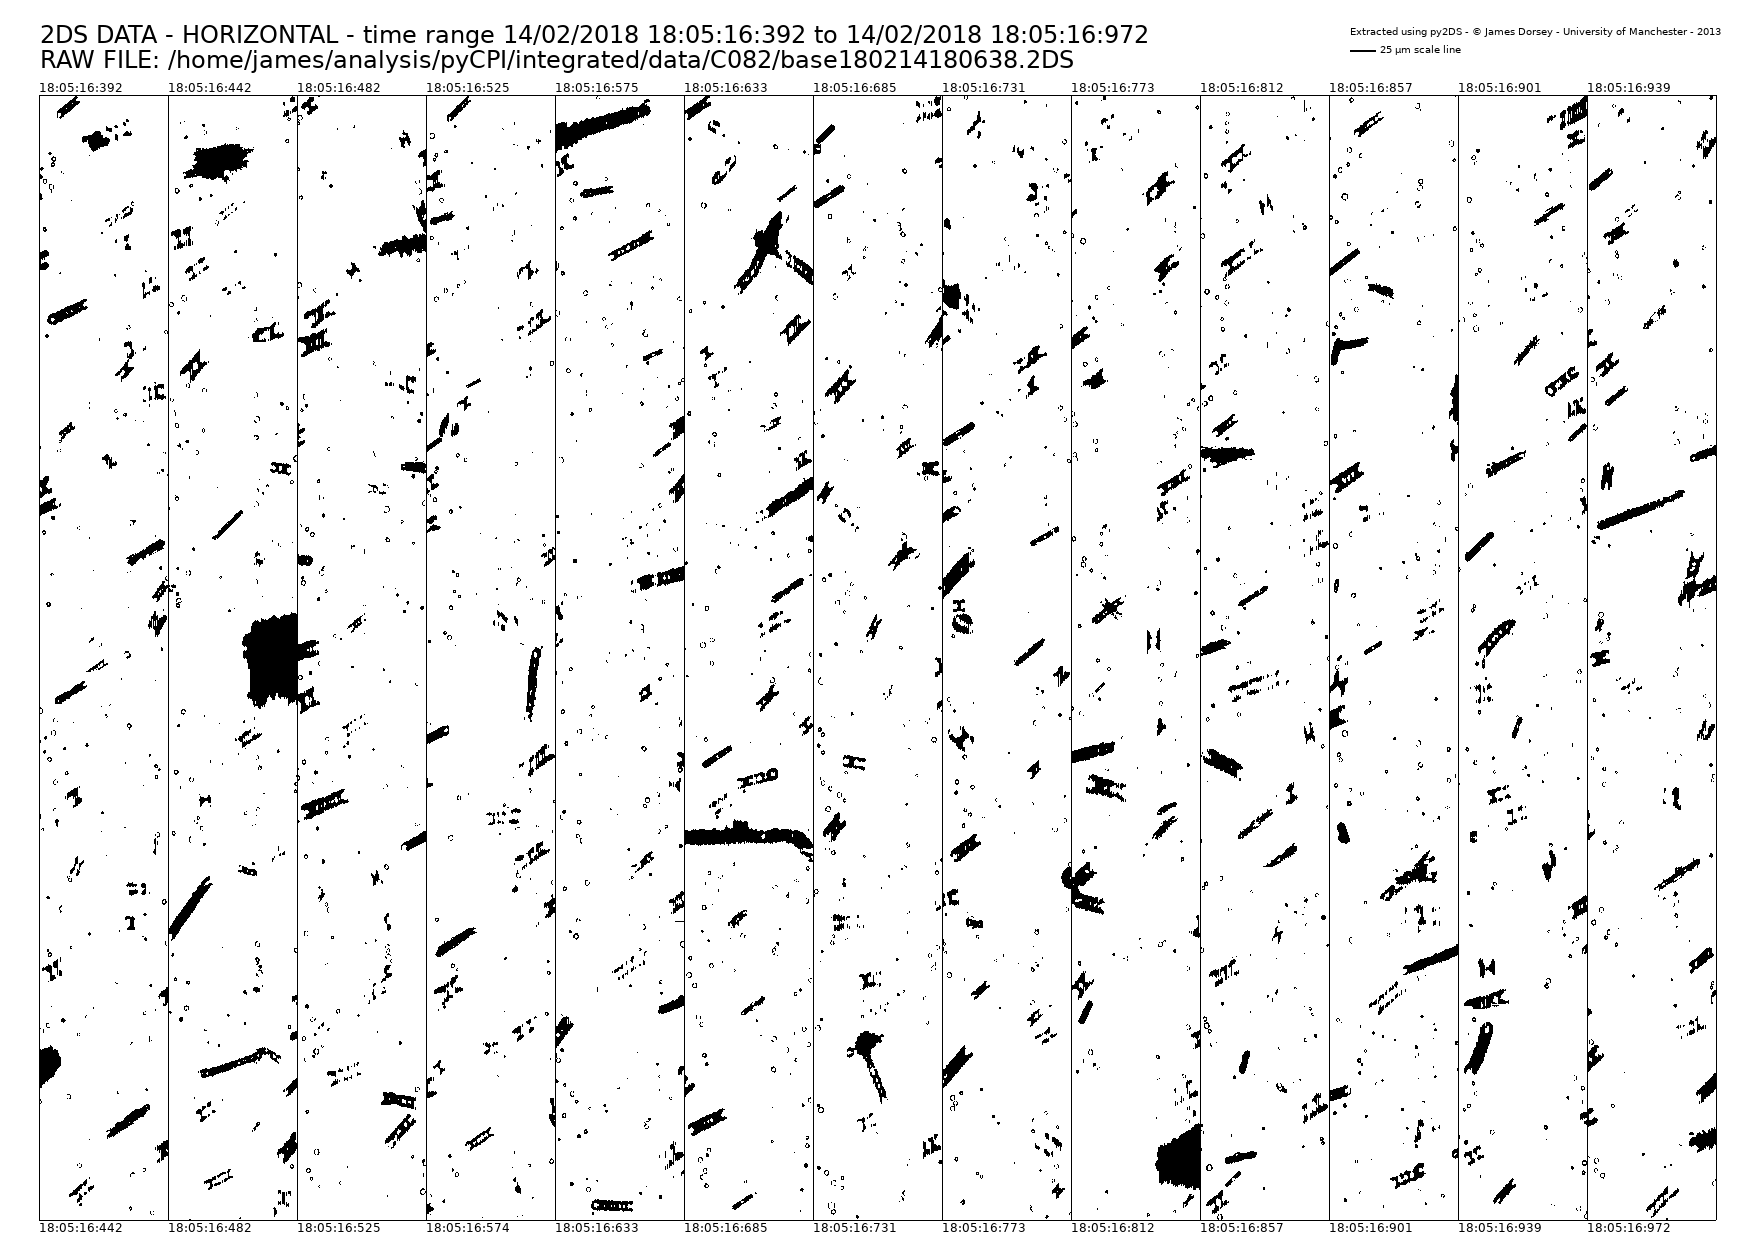 2DS DATA - HORIZONTAL - time range 14/02/2018 18:05:16:392 to 14/02/2018 18:05:16:972
RAW FILE: /home/james/analysis/pyCPI/integrated/data/C082/base180214180638.2DS
Extracted using py2DS - © James Dorsey - University of Manchester - 2013
25 µm scale line
18:05:16:392 18:05:16:442 18:05:16:482 18:05:16:525 18:05:16:575 18:05:16:633 18:05:16:685 18:05:16:731 18:05:16:773 18:05:16:812 18:05:16:857 18:05:16:901 18:05:16:939
18:05:16:442 18:05:16:482 18:05:16:525 18:05:16:574 18:05:16:633 18:05:16:685 18:05:16:731 18:05:16:773 18:05:16:812 18:05:16:857 18:05:16:901 18:05:16:939 18:05:16:972